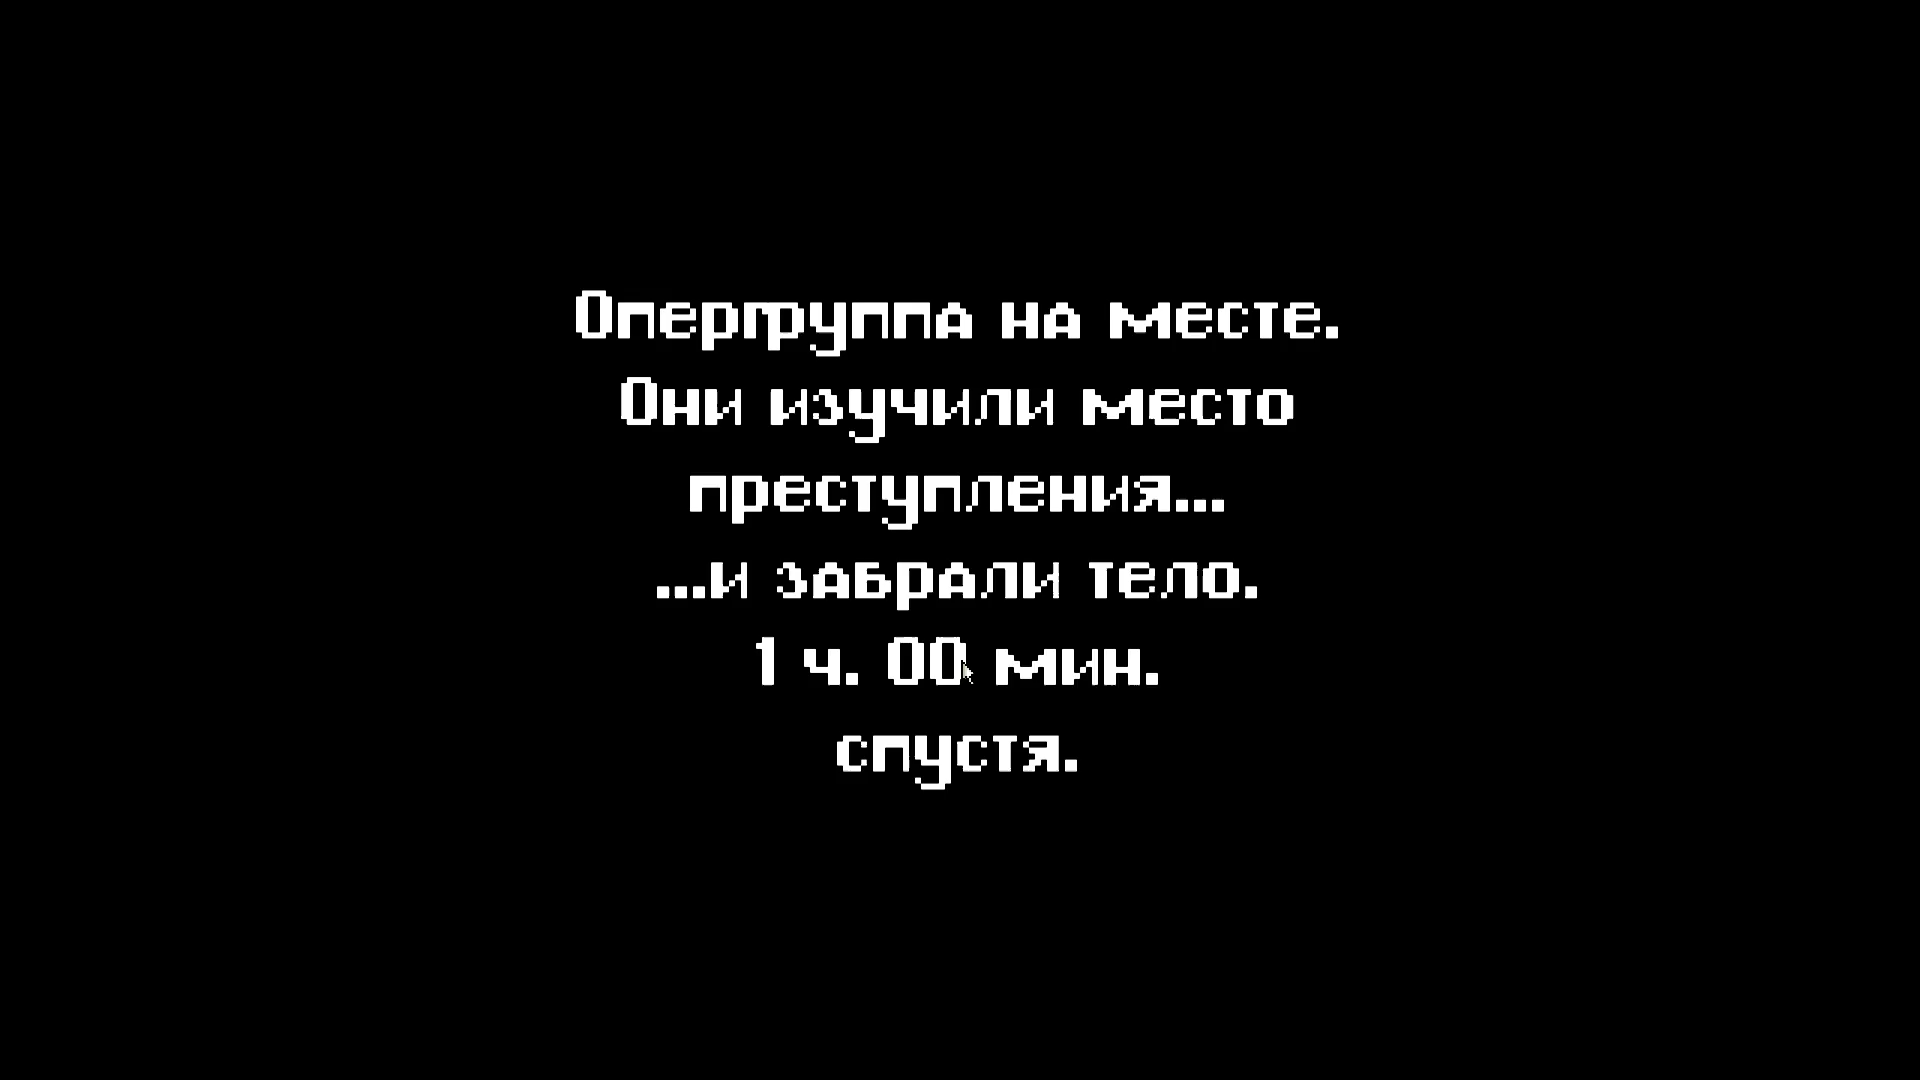 Опергруппа на месте.
Они изучили место
преступления...
...и забрали тело.
1 ч. 00 мин.
спустя.